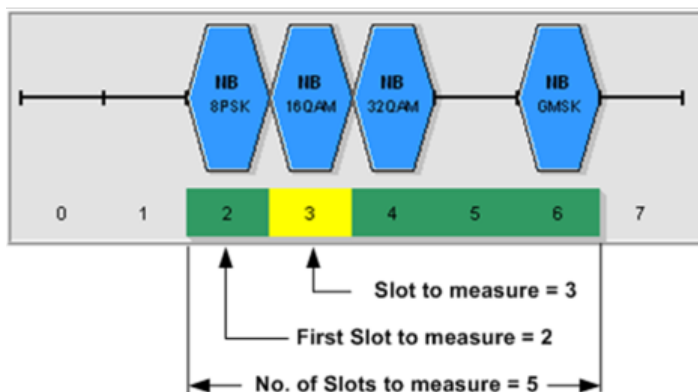 NB NB NB NB
8PSK 16QAM 32QAM GMSK
0 1 2 3 4 5 6 7
Slot to measure = 3
First Slot to measure = 2
No. of Slots to measure = 5